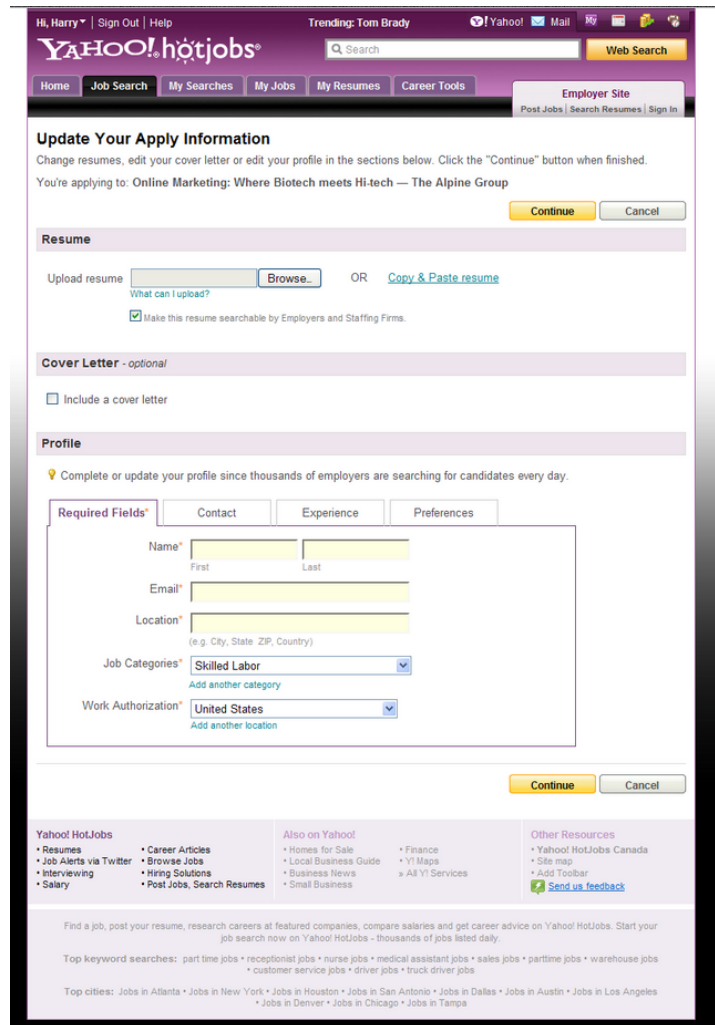 Hi, Harry | Sign Out | Help
Trending: Tom Brady
Y! Yahoo! Mail My
YAHOO! hotjobs®
Search
Web Search
Home Job Search My Searches My Jobs My Resumes Career Tools
Employer Site
Post Jobs | Search Resumes | Sign In
Update Your Apply Information
Change resumes, edit your cover letter or edit your profile in the sections below. Click the "Continue" button when finished.
You're applying to: Online Marketing: Where Biotech meets Hi-tech — The Alpine Group
Continue Cancel
Resume
Upload resume Browse.. OR Copy & Paste resume
What can I upload?
Make this resume searchable by Employers and Staffing Firms.
Cover Letter - optional
Include a cover letter
Profile
Complete or update your profile since thousands of employers are searching for candidates every day.
Required Fields* Contact Experience Preferences
Name*
First Last
Email*
Location*
(e.g. City, State ZIP, Country)
Job Categories* Skilled Labor
Add another category
Work Authorization* United States
Add another location
Continue Cancel
Yahoo! HotJobs Also on Yahoo! Other Resources
• Resumes • Career Articles • Homes for Sale • Finance • Yahoo! HotJobs Canada
• Job Alerts via Twitter • Browse Jobs • Local Business Guide • Y! Maps • Site map
• Interviewing • Hiring Solutions • Business News » All Y! Services • Add Toolbar
• Salary • Post Jobs, Search Resumes • Small Business Send us feedback
Find a job, post your resume, research careers at featured companies, compare salaries and get career advice on Yahoo! HotJobs. Start your
job search now on Yahoo! HotJobs - thousands of jobs listed daily.
Top keyword searches: part time jobs • receptionist jobs • nurse jobs • medical assistant jobs • sales jobs • parttime jobs • warehouse jobs
• customer service jobs • driver jobs • truck driver jobs
Top cities: Jobs in Atlanta • Jobs in New York • Jobs in Houston • Jobs in San Antonio • Jobs in Dallas • Jobs in Austin • Jobs in Los Angeles
• Jobs in Denver • Jobs in Chicago • Jobs in Tampa